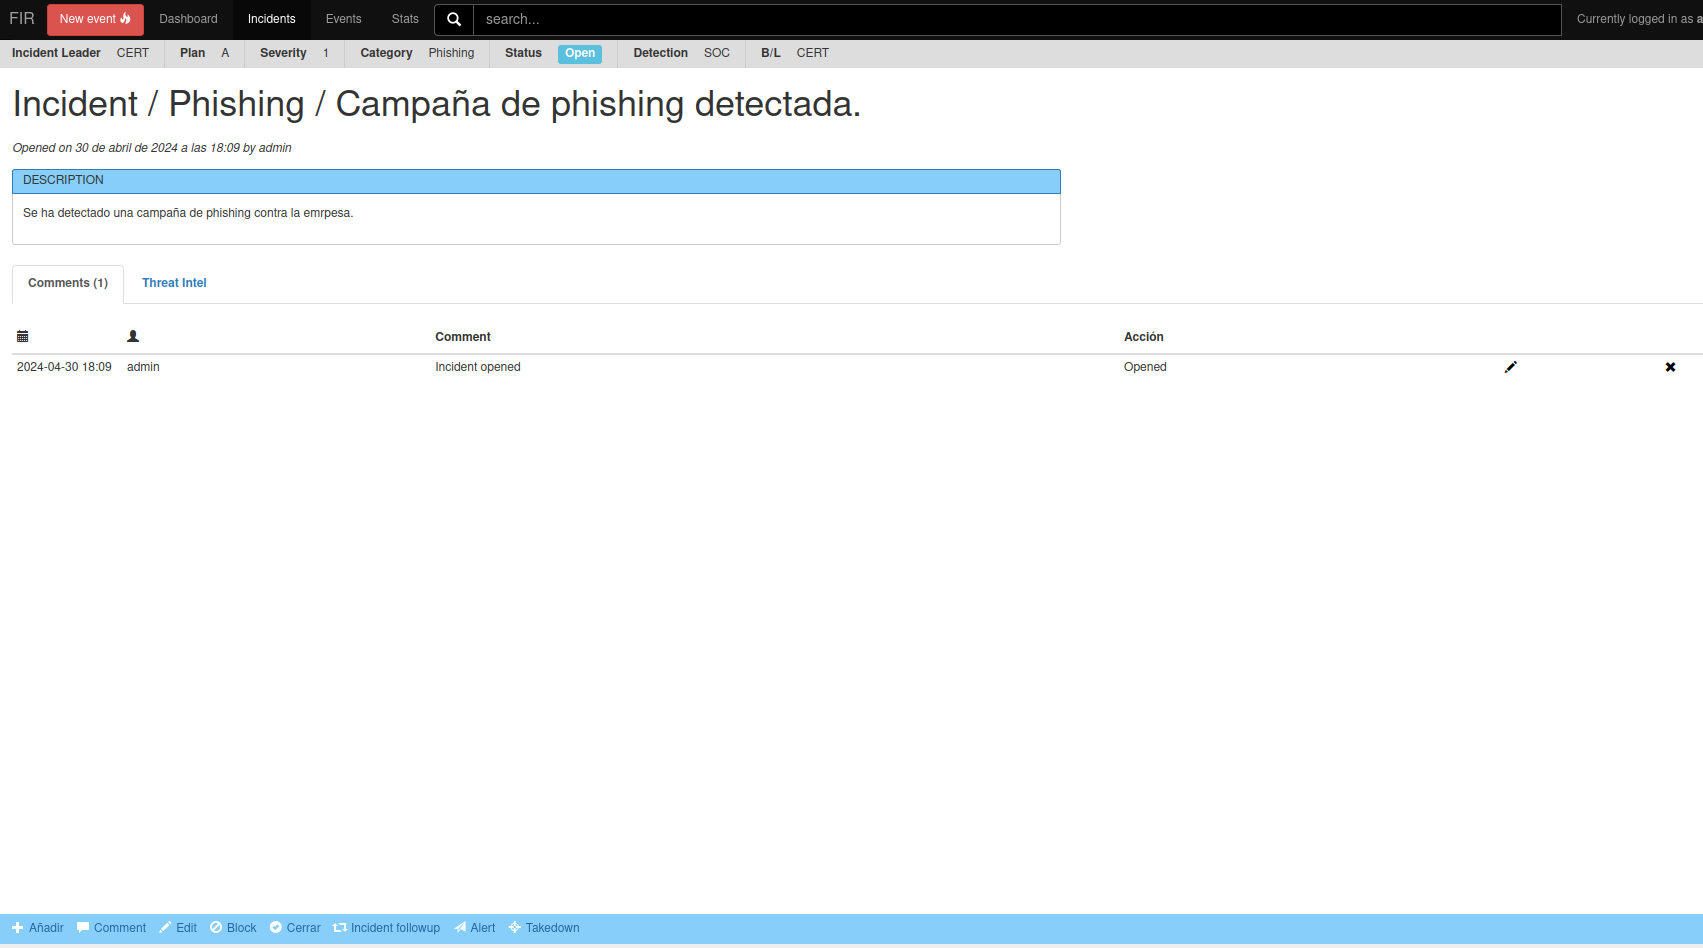 FIR New event Dashboard Incidents Events Stats search... Currently logged in as a
Incident Leader CERT Plan A Severity 1 Category Phishing Status Open Detection SOC B/L CERT
Incident / Phishing / Campaña de phishing detectada.
Opened on 30 de abril de 2024 a las 18:09 by admin
DESCRIPTION
Se ha detectado una campaña de phishing contra la emrpesa.
Comments (1) Threat Intel
Comment Acción
2024-04-30 18:09 admin Incident opened Opened
Añadir Comment Edit Block Cerrar Incident followup Alert Takedown